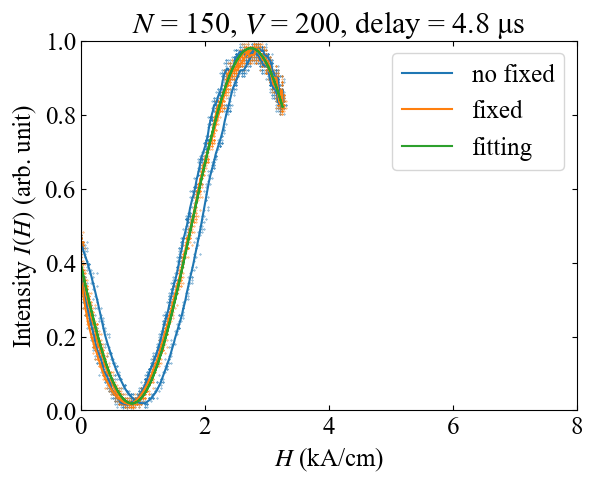 N = 150, V = 200, delay = 4.8 μs
Intensity I(H) (arb. unit)
1.0
0.8
0.6
0.4
0.2
0.0
no fixed
fixed
fitting
0 2 4 6 8
H (kA/cm)